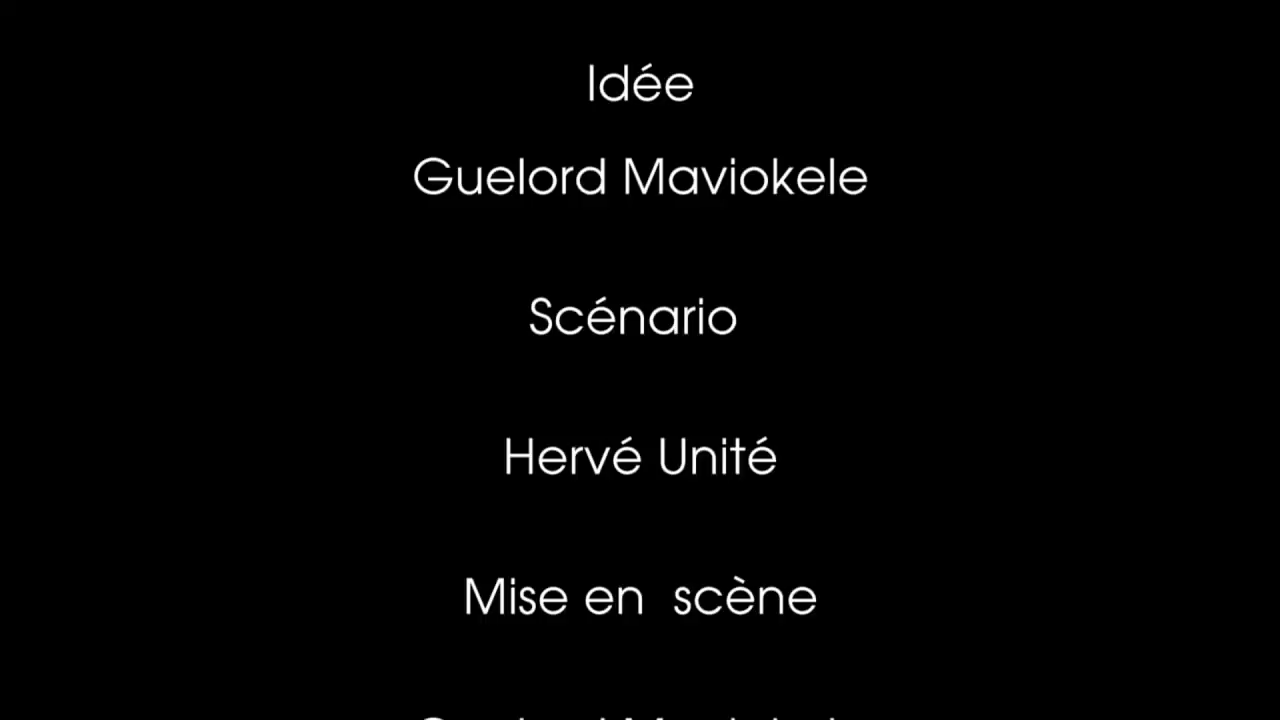 Idée
Guelord Maviokele
Scénario
Hervé Unité
Mise en  scène